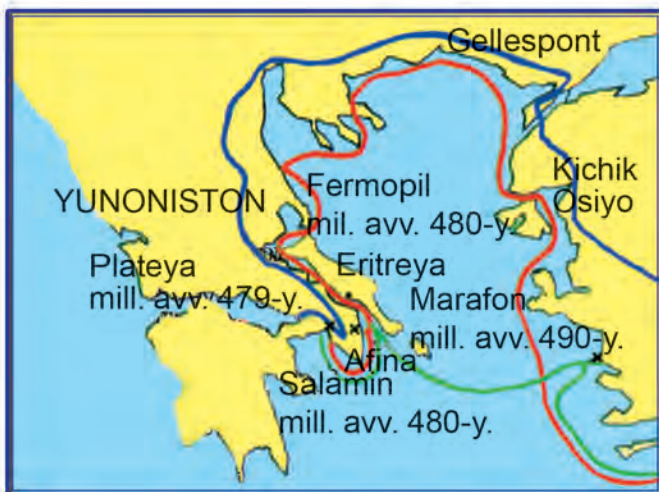 Gellespont
Kichik
Osiyo
YUNONISTON
Fermopil
mil. avv. 480-y.
Plateya
mill. avv. 479-y.
Eritreya
Marafon
mill. avv. 490-y.
Afina
Salamin
mill. avv. 480-y.